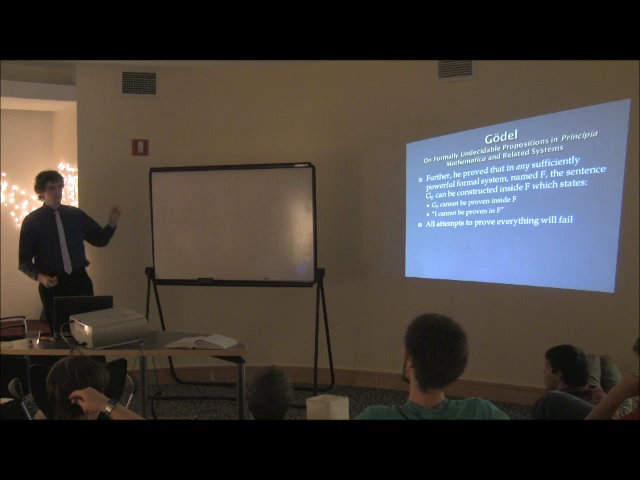 Gödel
On Formally Undecidable Propositions in Principia
Mathematica and Related Systems
Further, he proved that in any sufficiently
powerful formal system, named F, the sentence
G_F can be constructed inside F which states:
G_F cannot be proven inside F.
"I cannot be proven in F"
All attempts to prove everything will fail